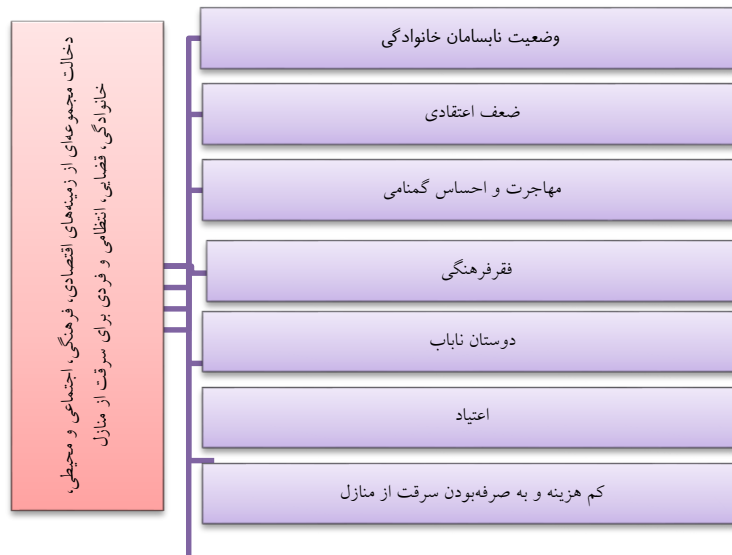 دخالت مجموعه‌ای از زمینه‌های اقتصادی، فرهنگی، اجتماعی و محیطی،
خانوادگی، قضایی، انتظامی و فردی برای سرقت از منازل
وضعیت نابسامان خانوادگی
ضعف اعتقادی
مهاجرت و احساس گمنامی
فقرفرهنگی
دوستان ناباب
اعتیاد
کم هزینه و به صرفه‌بودن سرقت از منازل